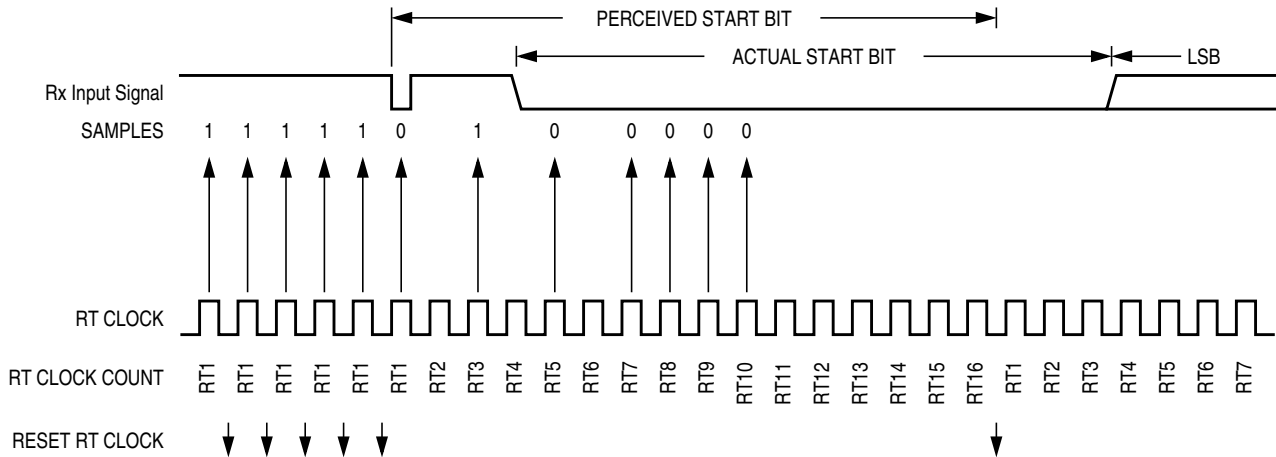 PERCEIVED START BIT
ACTUAL START BIT LSB
Rx Input Signal
SAMPLES 1 1 1 1 1 0 1 0 0 0 0 0
RT CLOCK
RT CLOCK COUNT RT1 RT1 RT1 RT1 RT1 RT1 RT2 RT3 RT4 RT5 RT6 RT7 RT8 RT9 RT10 RT11 RT12 RT13 RT14 RT15 RT16 RT1 RT2 RT3 RT4 RT5 RT6 RT7
RESET RT CLOCK